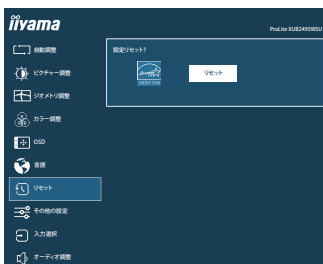 iiyama
ProLite XUB2495WSU
自動調整
設定リセット?
ピクチャー調整
リセット
ENERGY STAR
ジオメトリ調整
カラー調整
OSD
言語
リセット
その他の設定
入力選択
オーディオ調整